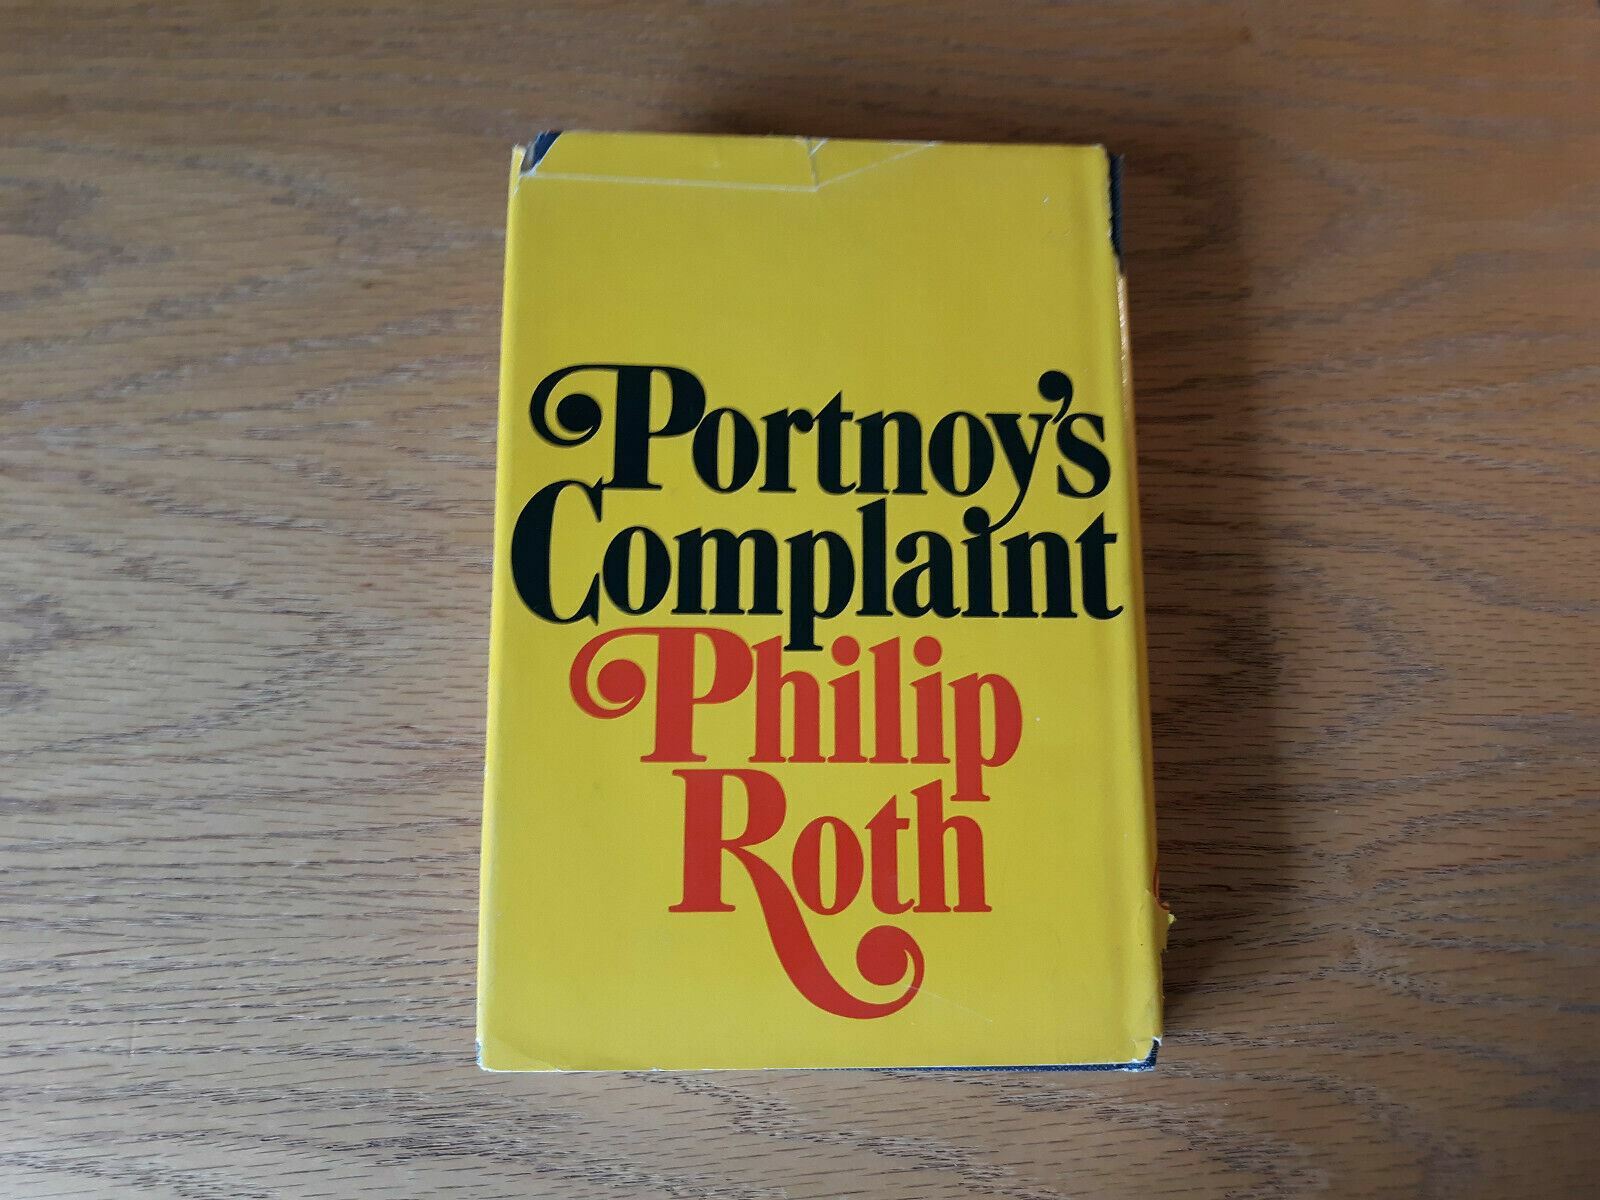 Portnoy's
Complaint
Philip
Roth